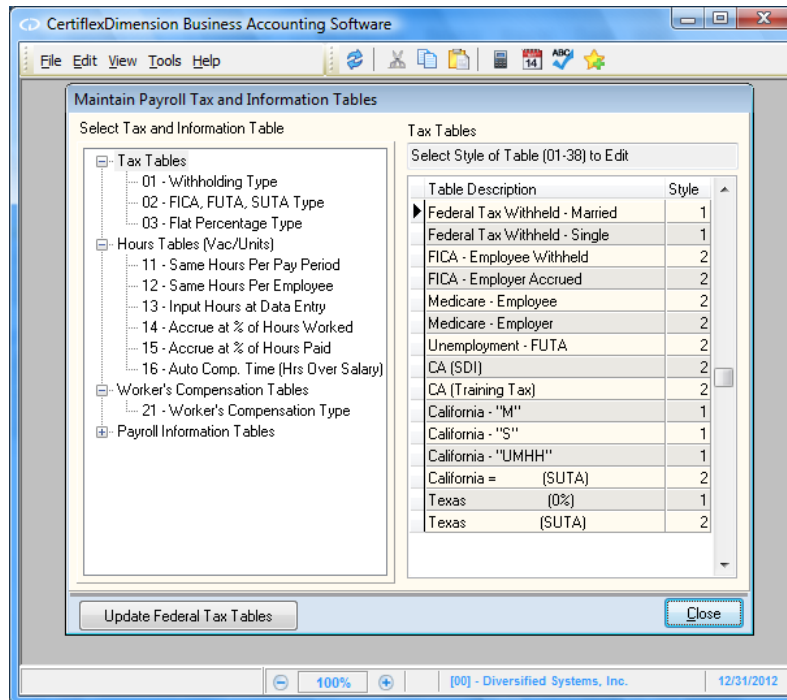 CertiflexDimension Business Accounting Software
File Edit View Tools Help
14 ABC
Maintain Payroll Tax and Information Tables
Select Tax and Information Table
Tax Tables
01 - Withholding Type
02 - FICA, FUTA, SUTA Type
03 - Flat Percentage Type
Hours Tables (Vac/Units)
11 - Same Hours Per Pay Period
12 - Same Hours Per Employee
13 - Input Hours at Data Entry
14 - Accrue at % of Hours Worked
15 - Accrue at % of Hours Paid
16 - Auto Comp. Time (Hrs Over Salary)
Worker's Compensation Tables
21 - Worker's Compensation Type
Payroll Information Tables
Tax Tables
Select Style of Table (01-38) to Edit
Table Description Style
Federal Tax Withheld - Married 1
Federal Tax Withheld - Single 1
FICA - Employee Withheld 2
FICA - Employer Accrued 2
Medicare - Employee 2
Medicare - Employer 2
Unemployment - FUTA 2
CA (SDI) 2
CA (Training Tax) 2
California - "M" 1
California - "S" 1
California - "UMHH" 1
California = (SUTA) 2
Texas (0%) 1
Texas (SUTA) 2
Update Federal Tax Tables
Close
100%
[00] - Diversified Systems, Inc.
12/31/2012